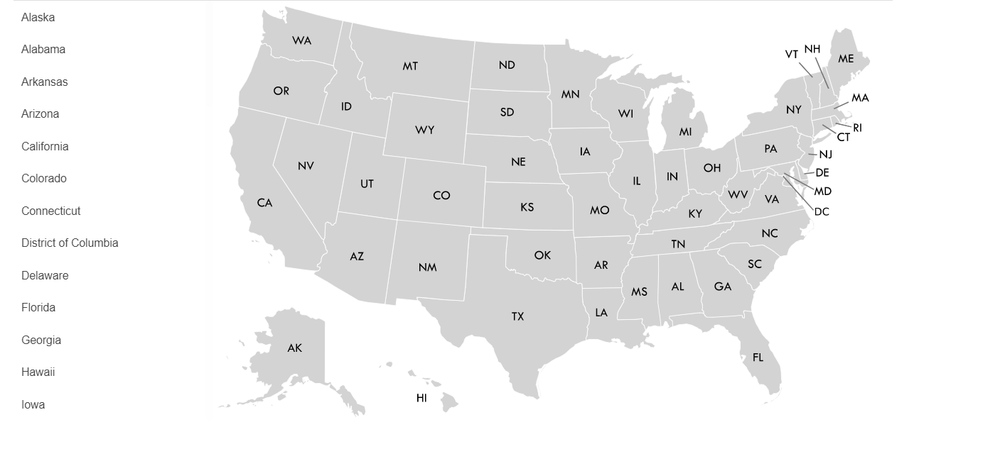 Alaska
Alabama
Arkansas
Arizona
California
Colorado
Connecticut
District of Columbia
Delaware
Florida
Georgia
Hawaii
Iowa
WA
MT
ND
MN
OR
ID
SD
WI
WY
MI
NY
VT
NH
ME
MA
RI
CT
NJ
DE
MD
DC
PA
IA
NE
NV
UT
CO
CA
KS
IL
IN
OH
WV
VA
MO
KY
NC
TN
AZ
NM
OK
AR
SC
MS
AL
GA
TX
LA
FL
AK
HI